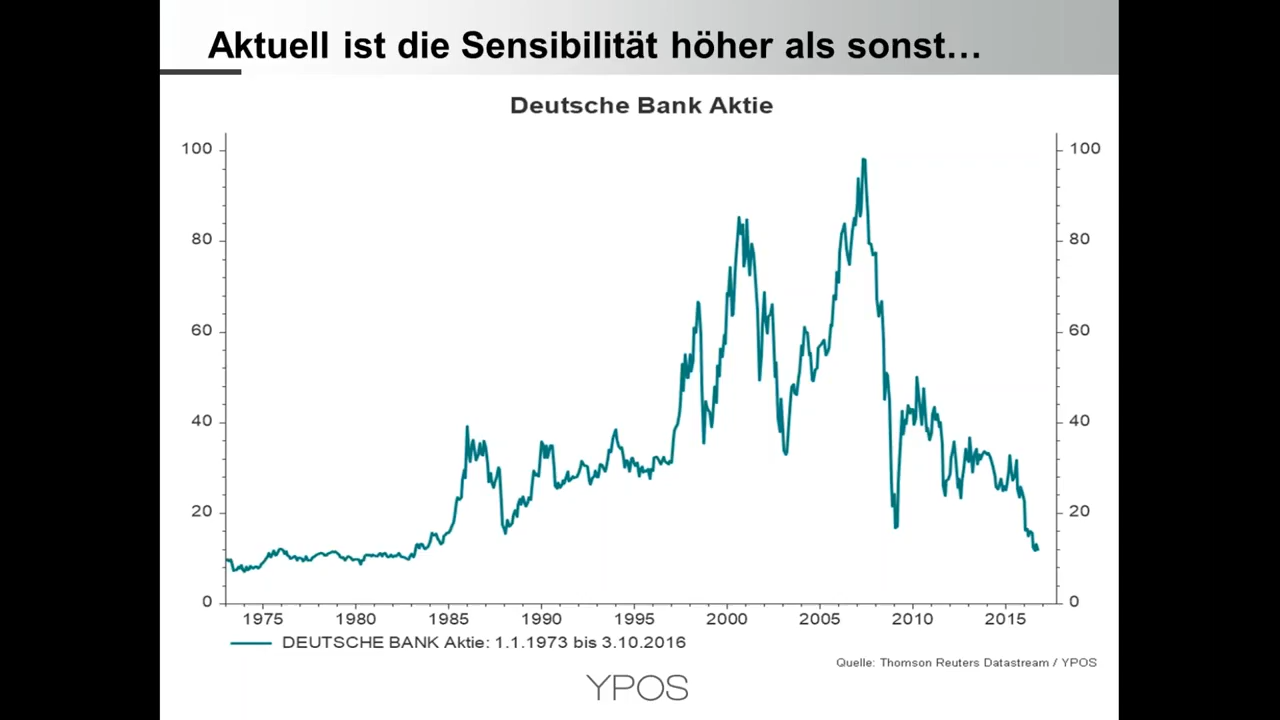 Aktuell ist die Sensibilität höher als sonst…
Deutsche Bank Aktie
100 100
80 80
60 60
40 40
20 20
0 0
1975 1980 1985 1990 1995 2000 2005 2010 2015
DEUTSCHE BANK Aktie: 1.1.1973 bis 3.10.2016
Quelle: Thomson Reuters Datastream / YPOS
YPOS